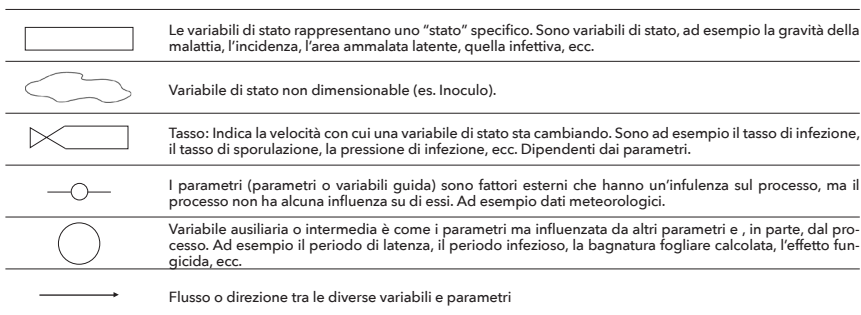 Le variabili di stato rappresentano uno "stato" specifico. Sono variabili di stato, ad esempio la gravità della
malattia, l'incidenza, l'area ammalata latente, quella infettiva, ecc.
Variabile di stato non dimensionable (es. Inoculo).
Tasso: Indica la velocità con cui una variabile di stato sta cambiando. Sono ad esempio il tasso di infezione,
il tasso di sporulazione, la pressione di infezione, ecc. Dipendenti dai parametri.
I parametri (parametri o variabili guida) sono fattori esterni che hanno un'infulenza sul processo, ma il
processo non ha alcuna influenza su di essi. Ad esempio dati meteorologici.
Variabile ausiliaria o intermedia è come i parametri ma influenzata da altri parametri e , in parte, dal pro-
cesso. Ad esempio il periodo di latenza, il periodo infezioso, la bagnatura fogliare calcolata, l'effetto fun-
gicida, ecc.
Flusso o direzione tra le diverse variabili e parametri